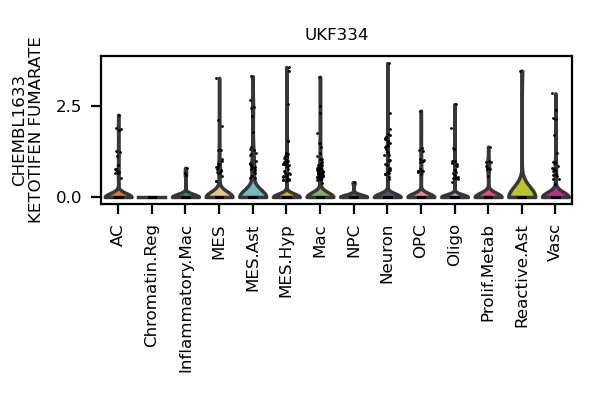 UKF334
CHEMBL1633
KETOTIFEN FUMARATE
2.5
0.0
AC
Chromatin.Reg
Inflammatory.Mac
MES
MES.Ast
MES.Hyp
Mac
NPC
Neuron
OPC
Oligo
Prolif.Metab
Reactive.Ast
Vasc